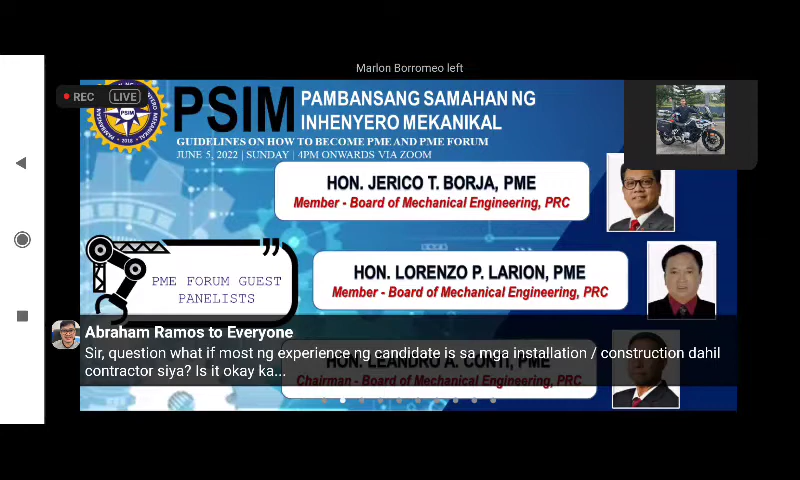 Marlon Borromeo left
REC LIVE
PSIM PAMBANSANG SAMAHAN NG
INHENYERO MEKANIKAL
GUIDELINES ON HOW TO BECOME PME AND PME FORUM
JUNE 5, 2022 | SUNDAY | 4PM ONWARDS VIA ZOOM
HON. JERICO T. BORJA, PME
Member - Board of Mechanical Engineering, PRC
PME FORUM GUEST
PANELISTS
HON. LORENZO P. LARION, PME
Member - Board of Mechanical Engineering, PRC
Abraham Ramos to Everyone
Sir, question what if most ng experience ng candidate is sa mga installation / construction dahil
contractor siya? Is it okay ka...
HON. LEANDRO A. CONTI, PME
Chairman - Board of Mechanical Engineering, PRC